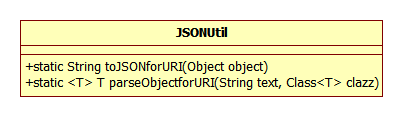 JSONUtil
+static String toJSONforURI(Object object)
+static <T> T parseObjectforURI(String text, Class<T> clazz)